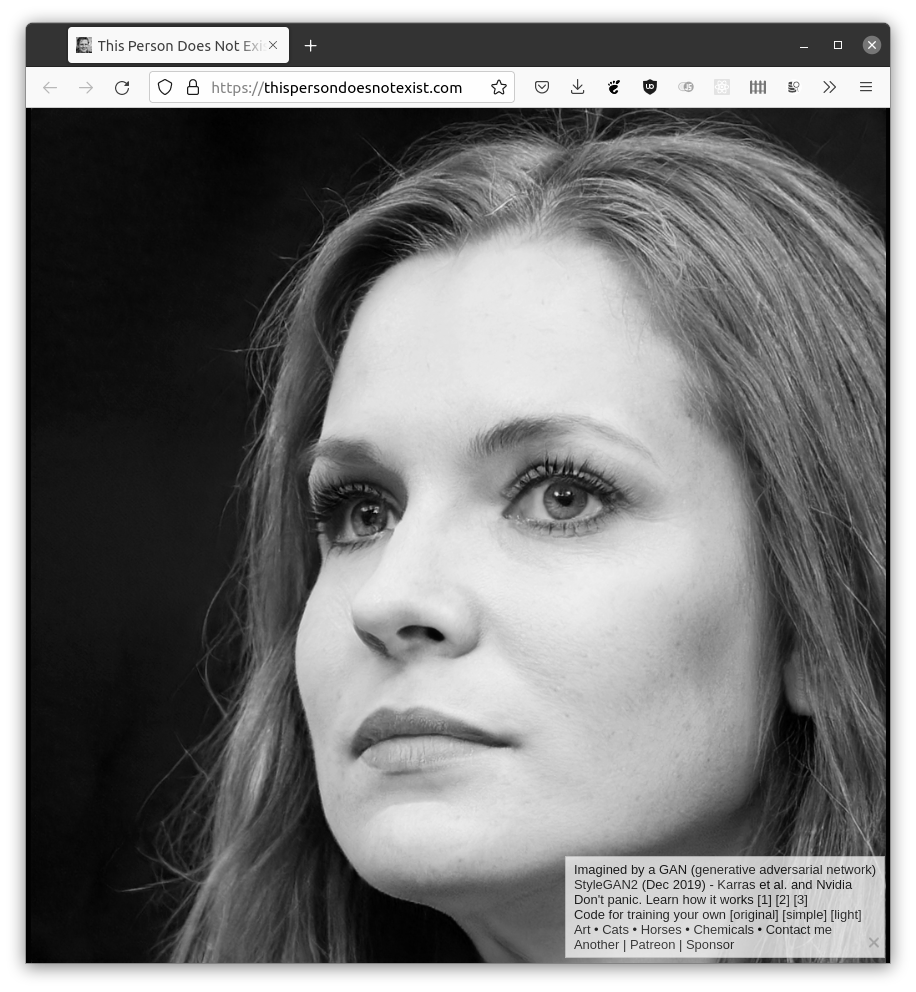 This Person Does Not Exi
https://thispersondoesnotexist.com
Imagined by a GAN (generative adversarial network)
StyleGAN2 (Dec 2019) - Karras et al. and Nvidia
Don't panic. Learn how it works [1] [2] [3]
Code for training your own [original] [simple] [light]
Art • Cats • Horses • Chemicals • Contact me
Another | Patreon | Sponsor